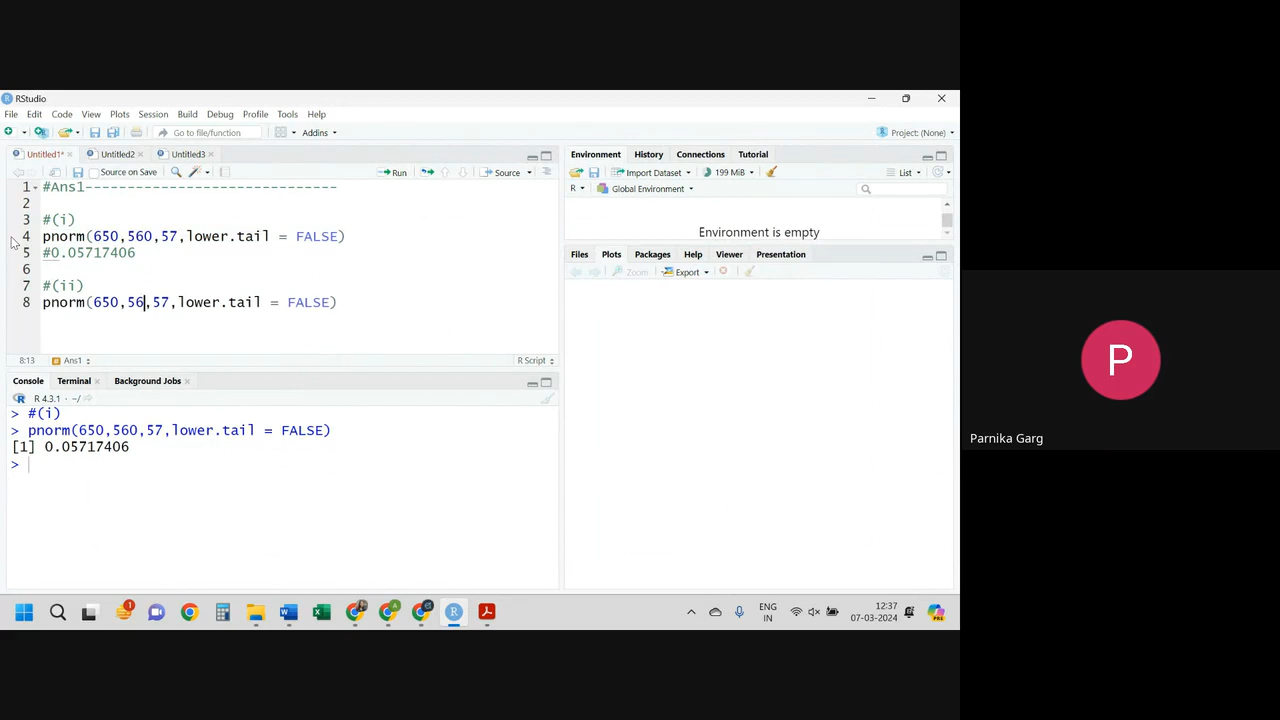 RStudio
File Edit Code View Plots Session Build Debug Profile Tools Help
Go to file/function Addins Project: (None)
Untitled1* Untitled2 Untitled3
Source on Save Run Source
1 #Ans1------------------------------
2
3 #(i)
4 pnorm(650,560,57,lower.tail = FALSE)
5 #0.05717406
6
7 #(ii)
8 pnorm(650,56,57,lower.tail = FALSE)
8:13 Ans1 R Script
Console Terminal Background Jobs
R 4.3.1 · ~/
> #(i)
> pnorm(650,560,57,lower.tail = FALSE)
[1] 0.05717406
>
Environment History Connections Tutorial
Import Dataset 199 MiB List
R Global Environment
Environment is empty
Files Plots Packages Help Viewer Presentation
Zoom Export
P
Parnika Garg
1
ENG
IN
12:37
07-03-2024